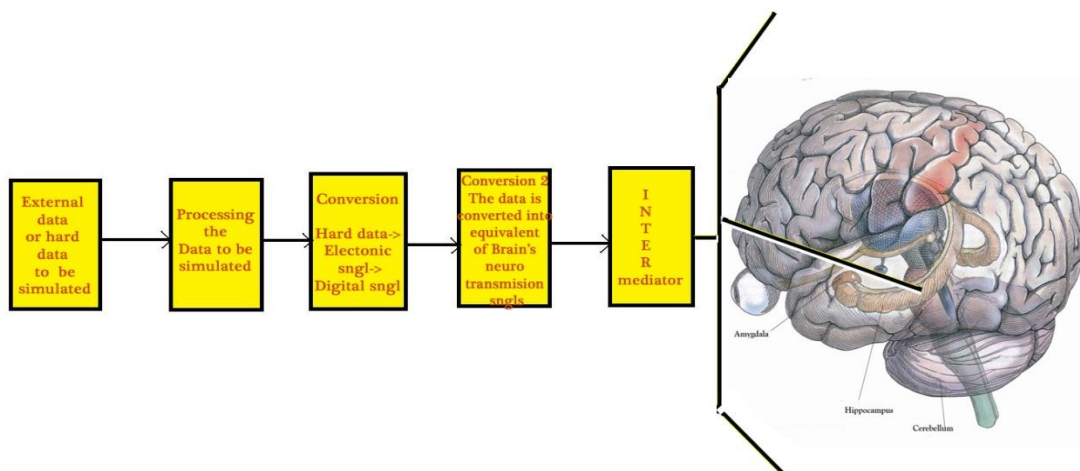 External
data
or hard
data
to be
simulated
Processing
the
Data to be
simulated
Conversion
Hard data->
Electonic
sngl->
Digital sngl
Conversion 2
The data is
converted into
equivalent
of Brain's
neuro
transmision
sngls
I
N
T
E
R
mediator
Amygdala
Hippocampus
Cerebellum